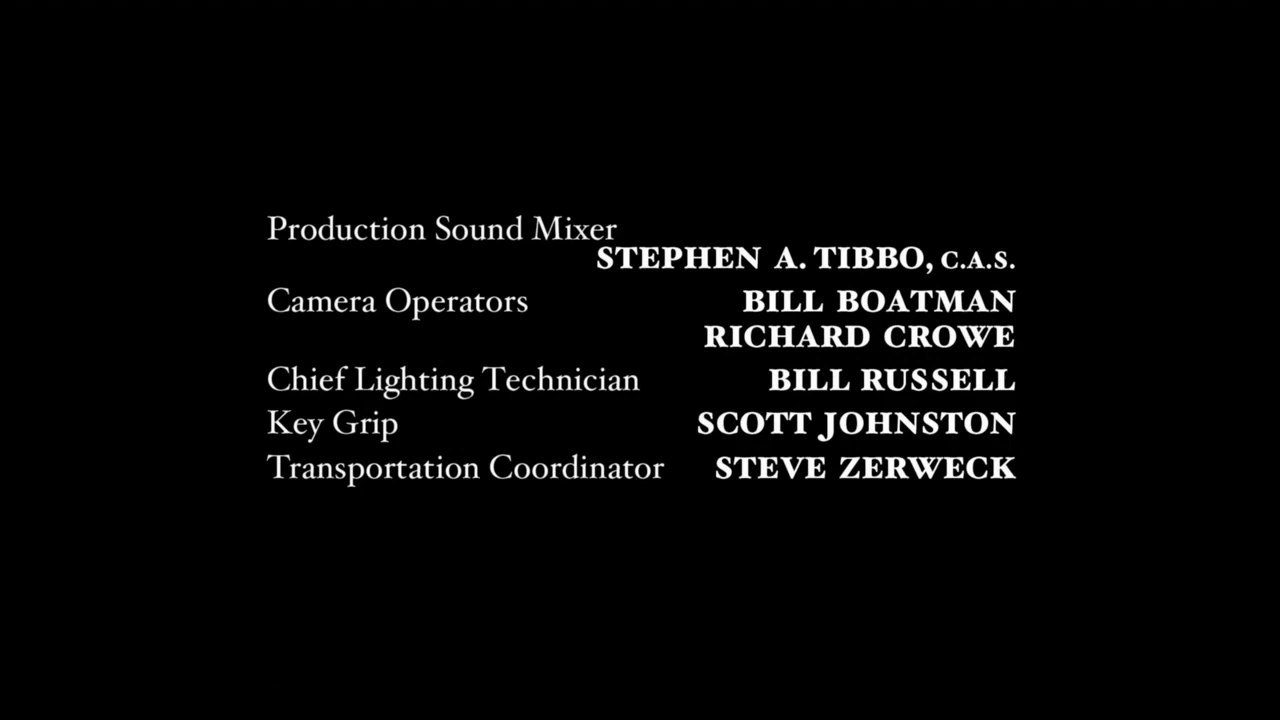 Production Sound Mixer
STEPHEN A. TIBBO, C.A.S.
Camera Operators BILL BOATMAN
RICHARD CROWE
Chief Lighting Technician BILL RUSSELL
Key Grip SCOTT JOHNSTON
Transportation Coordinator STEVE ZERWECK